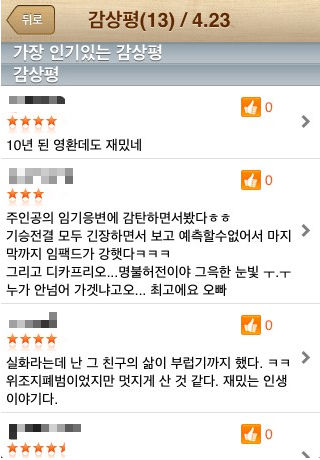 뒤로
감상평(13) / 4.23
가장 인기있는 감상평
감상평
0
10년 된 영환데도 재밌네
0
주인공의 임기응변에 감탄하면서봤다ㅎㅎ
기승전결 모두 긴장하면서 보고 예측할수없어서 마지
막까지 임팩드가 강햇다ㅋㅋㅋ
그리고 디카프리오...명불허전이야 그윽한 눈빛 ㅜ.ㅜ
누가 안넘어 가겟냐고오... 최고에요 오빠
0
실화라는데 난 그 친구의 삶이 부럽기까지 했다. ㅋㅋ
위조지폐범이었지만 멋지게 산 것 같다. 재밌는 인생
이야기다.
0